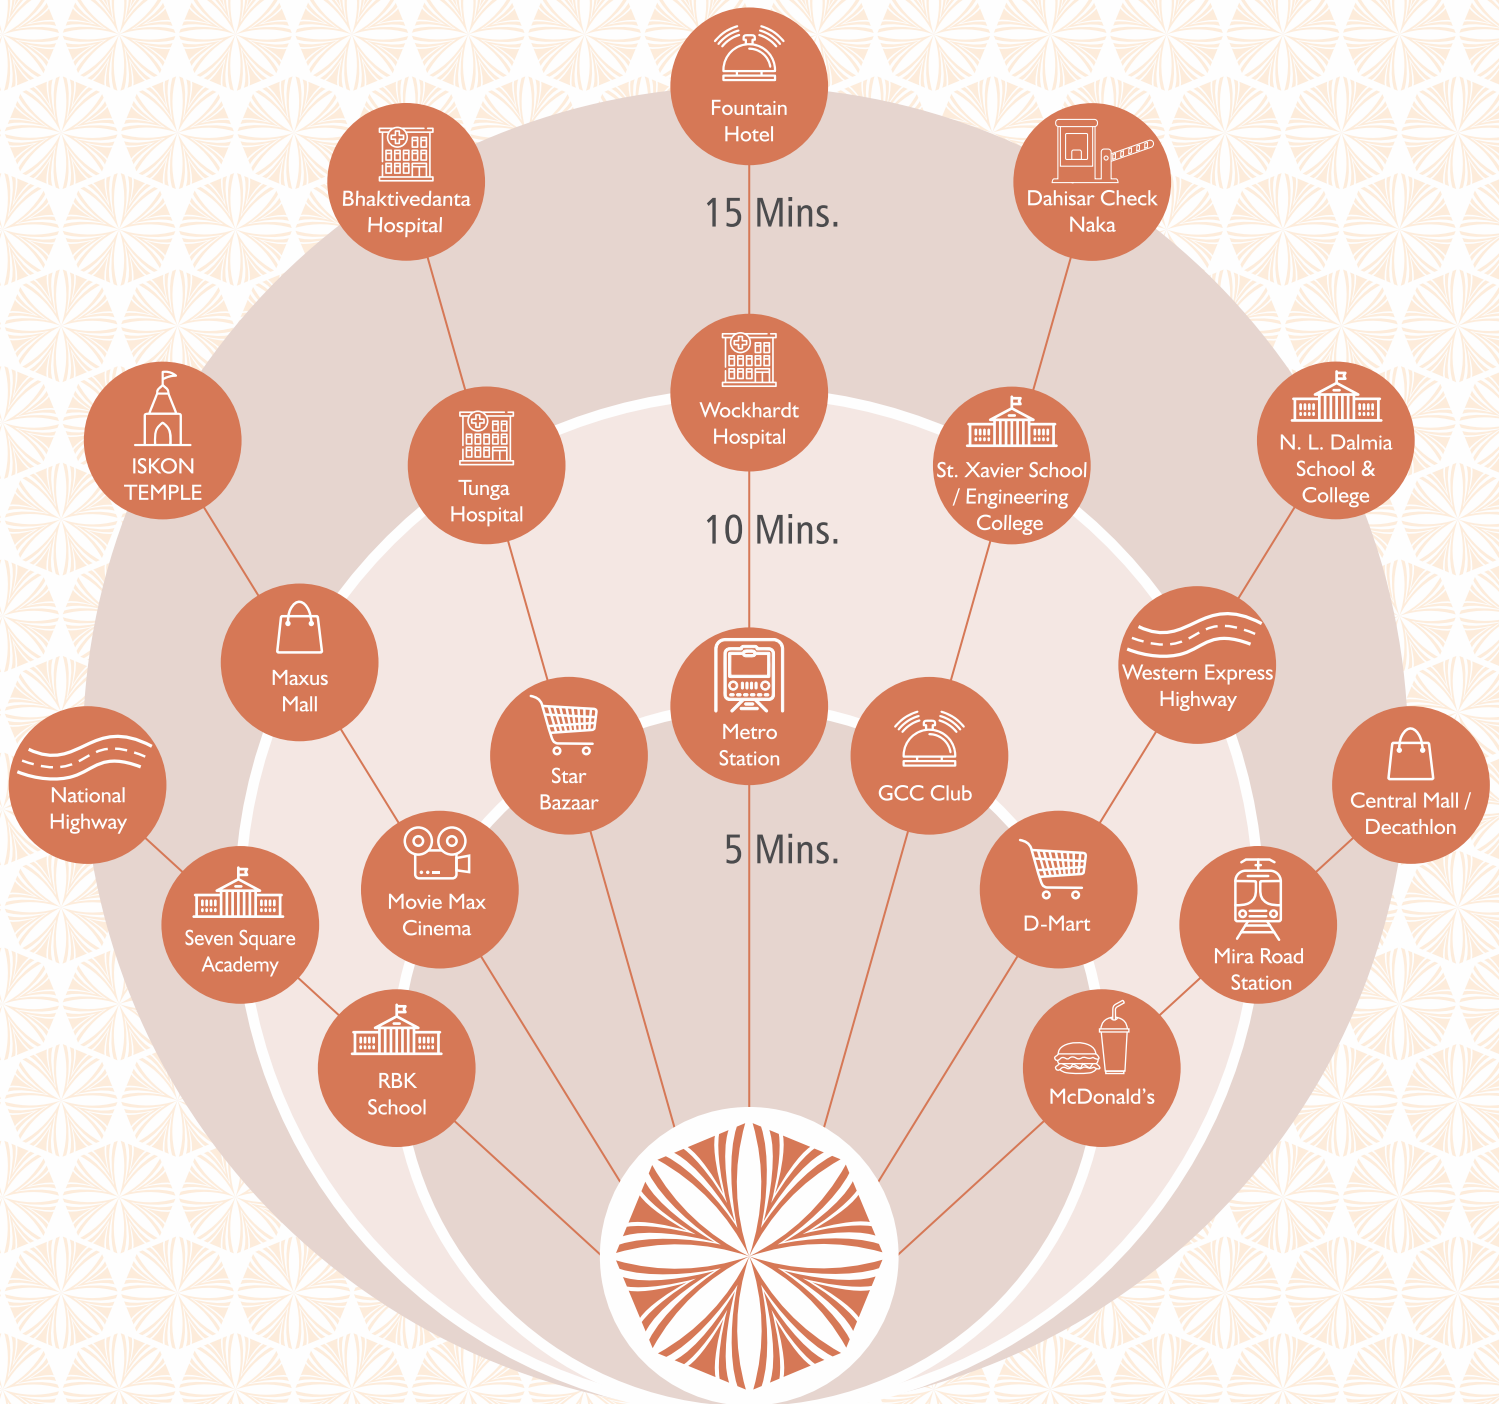 Fountain
Hotel
Bhaktivedanta
Hospital
Dahisar Check
Naka
15 Mins.
Wockhardt
Hospital
ISKON
TEMPLE
Tunga
Hospital
St. Xavier School
/ Engineering
College
N. L. Dalmia
School &
College
10 Mins.
Maxus
Mall
Western Express
Highway
Metro
Station
Star
Bazaar
GCC Club
National
Highway
Central Mall /
Decathlon
5 Mins.
Movie Max
Cinema
D-Mart
Seven Square
Academy
Mira Road
Station
RBK
School
McDonald's